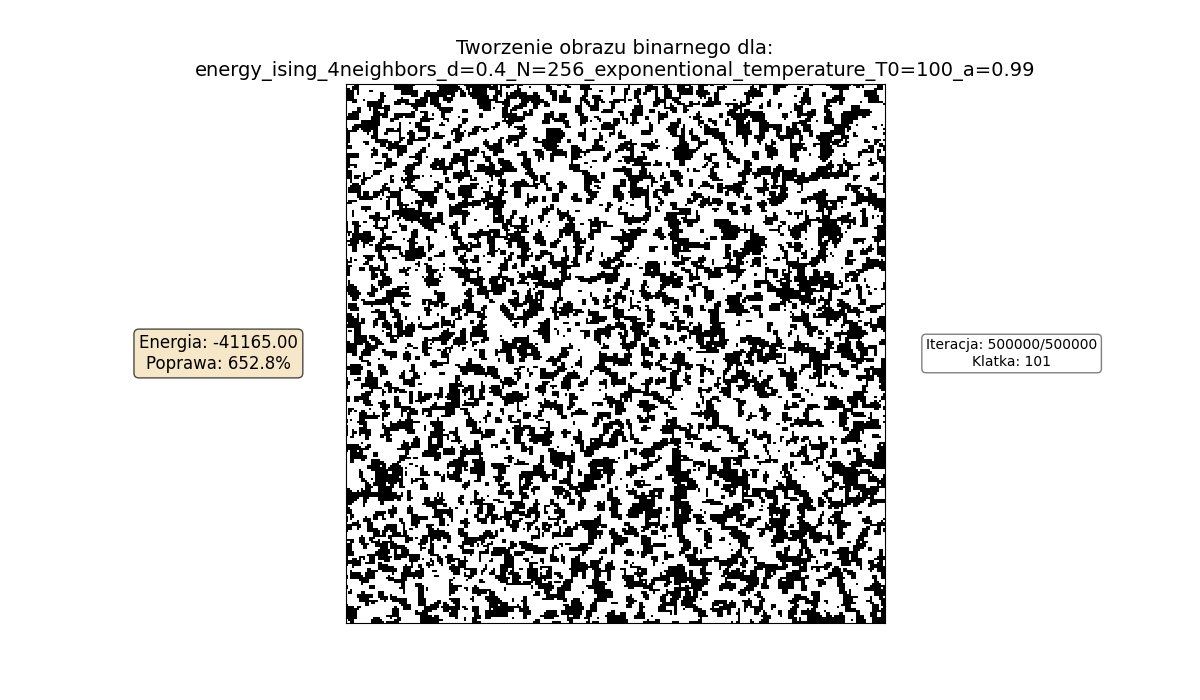 Tworzenie obrazu binarnego dla:
energy_ising_4neighbors_d=0.4_N=256_exponential_temperature_T0=100_a=0.99
Energia: -41165.00
Poprawa: 652.8%
Iteracja: 500000/500000
Klatka: 101